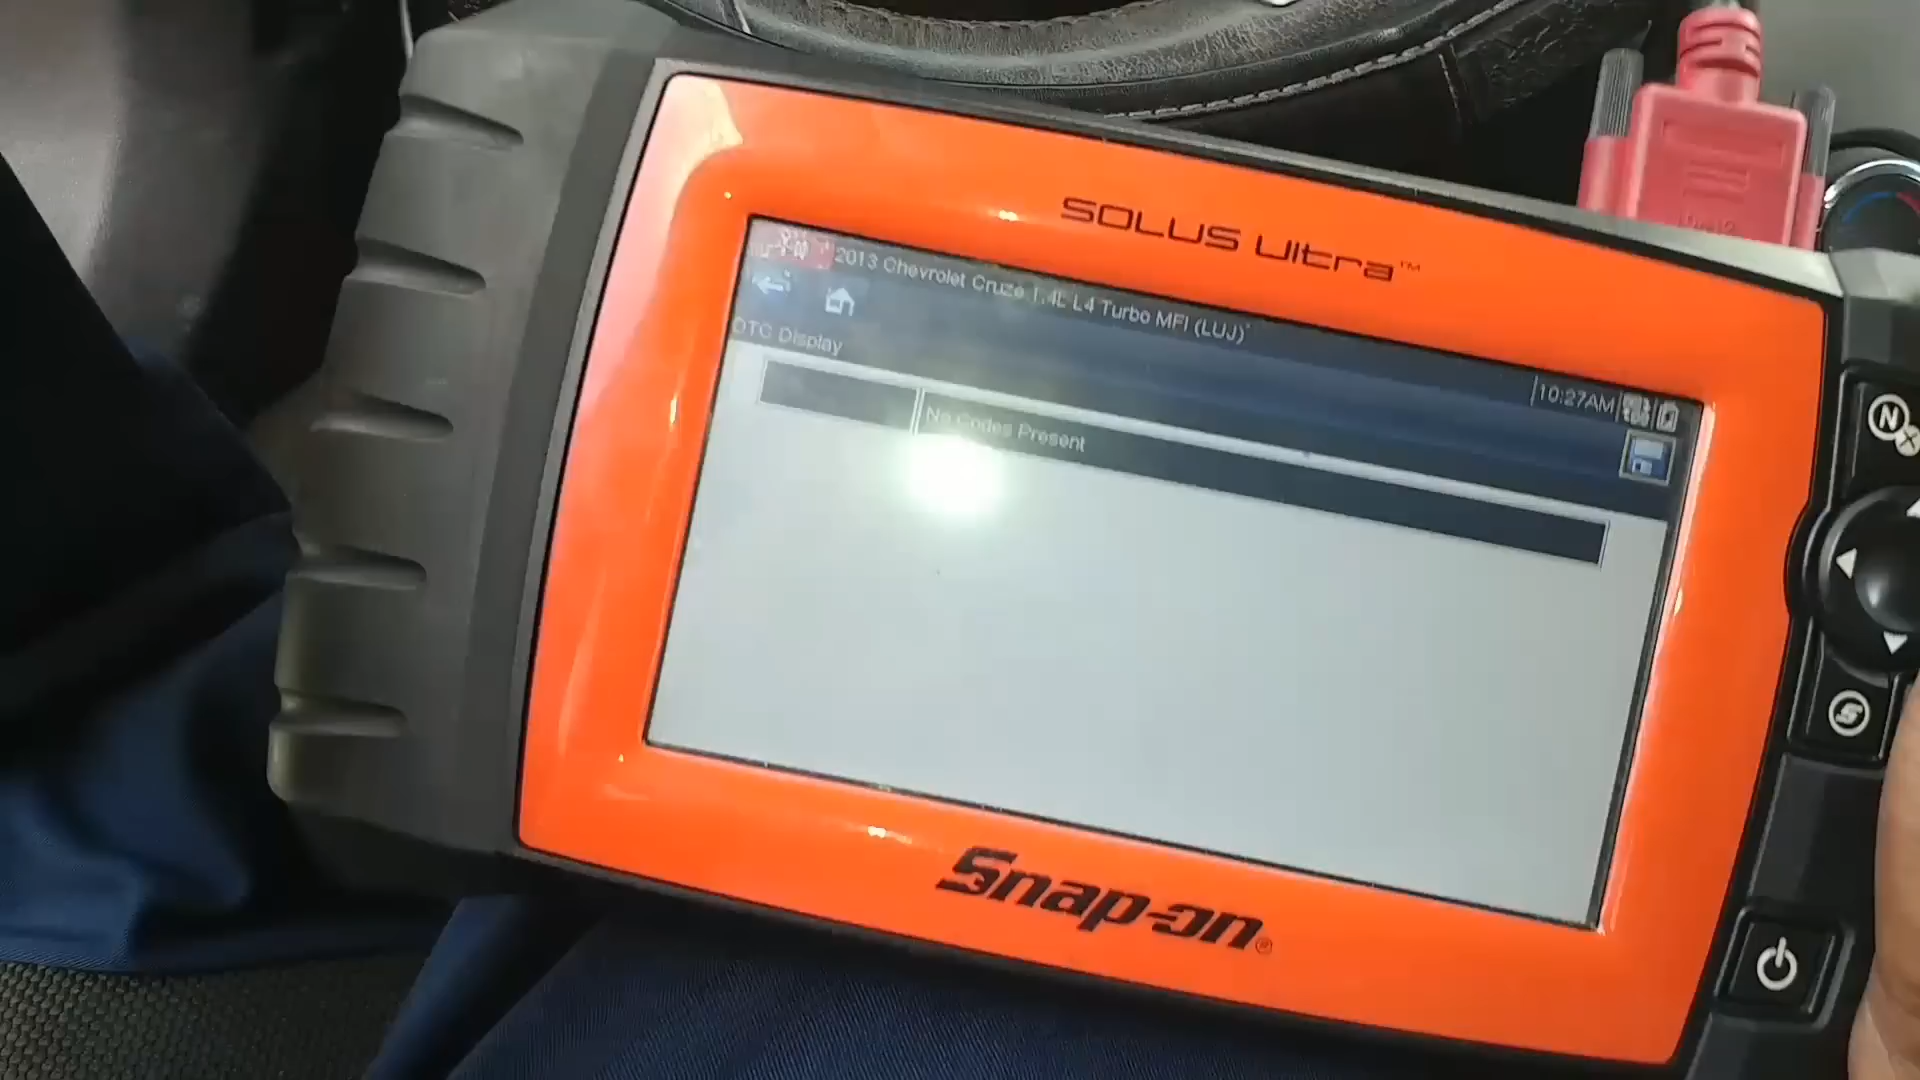 SOLUS ultra™
2013 Chevrolet Cruze 1.4L L4 Turbo MFI (LUJ)*
DTC Display
10:27AM
No Codes Present
N
X
S
Snap-on®